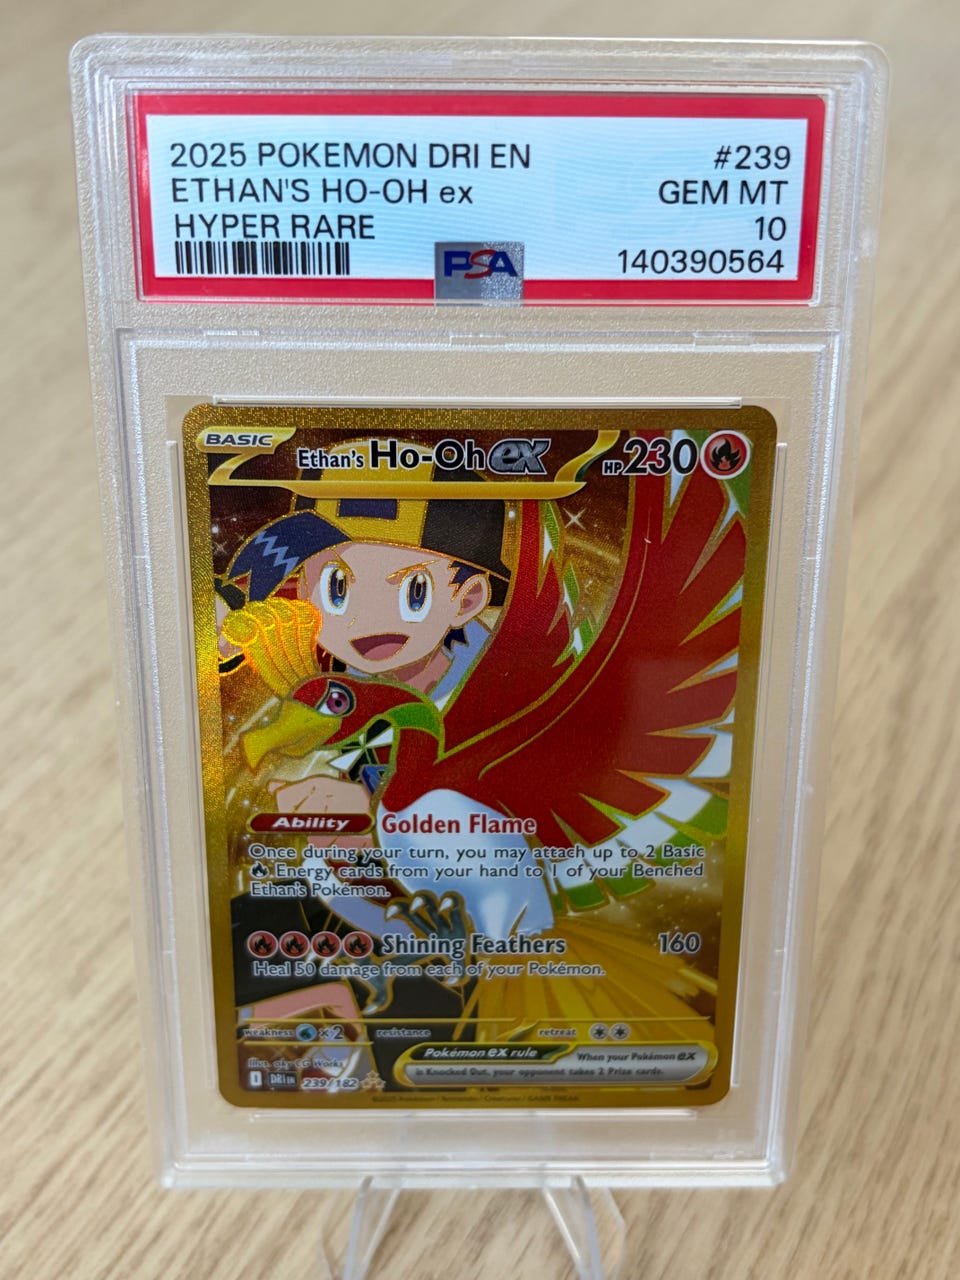 2025 POKEMON DRI EN #239
ETHAN'S HO-OH ex GEM MT
HYPER RARE 10
PSA 140390564
BASIC Ethan's Ho-Oh ex HP 230
Ability Golden Flame
Once during your turn, you may attach up to 2 Basic
Energy cards from your hand to 1 of your Benched
Ethan's Pokémon.
Shining Feathers 160
Heal 50 damage from each of your Pokémon.
weakness ×2 resistance retreat
Pokémon ex rule When your Pokémon ex
is Knocked Out, your opponent takes 2 Prize cards.
Illus. 5ban Graphics